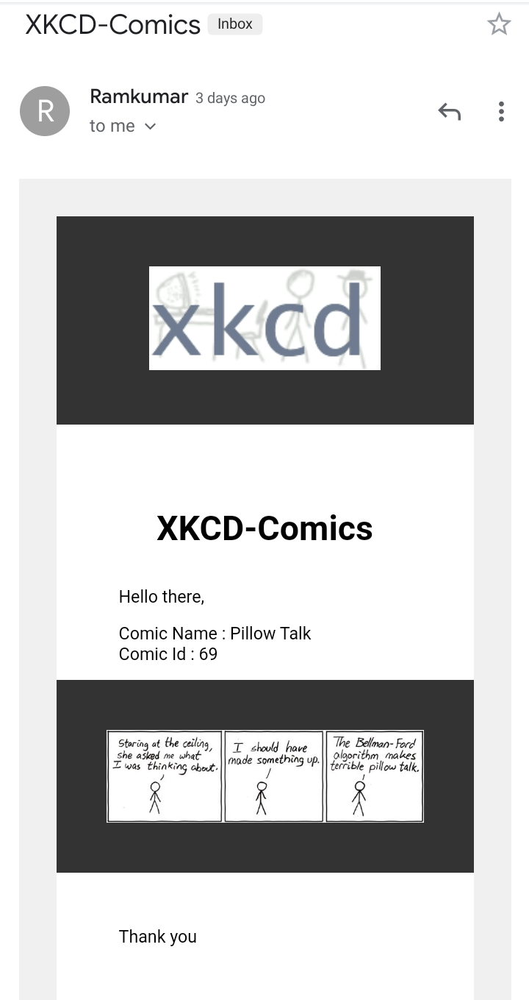 XKCD-Comics Inbox
R
Ramkumar 3 days ago
to me
xkcd
XKCD-Comics
Hello there,
Comic Name : Pillow Talk
Comic Id : 69
Staring at the ceiling,
she asked me what
I was thinking about.
I should have
made something up.
The Bellman-Ford
algorithm makes
terrible pillow talk.
Thank you